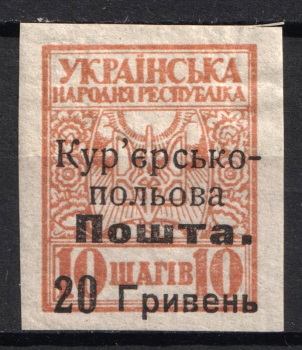 УКРАЇНСЬКА
НАРОДНЯ РЕСПУБЛІКА
Кур'єрсько-
польова
Пошта.
10 ШАГІВ 10
20 Гривень